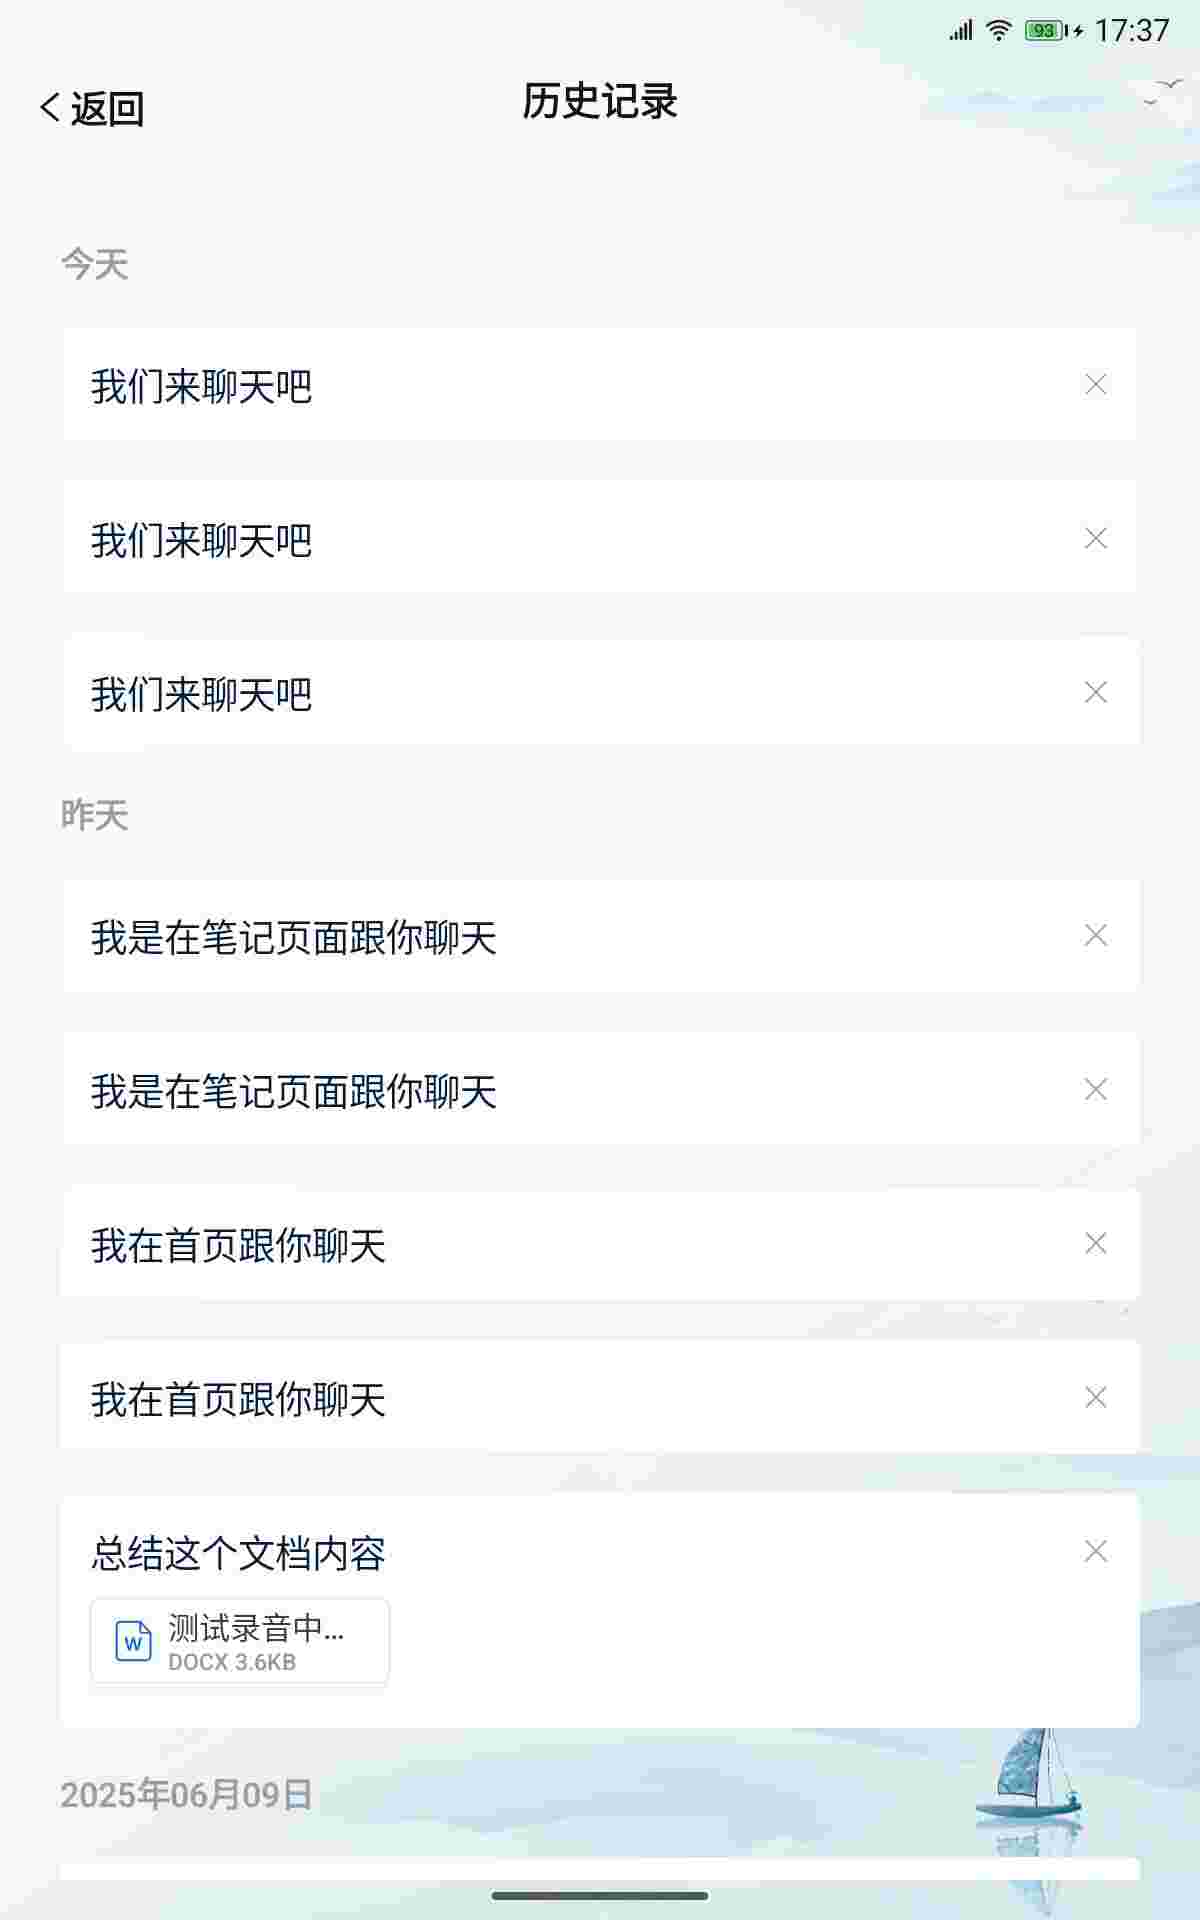 93 17:37
返回
历史记录
今天
我们来聊天吧
我们来聊天吧
我们来聊天吧
昨天
我是在笔记页面跟你聊天
我是在笔记页面跟你聊天
我在首页跟你聊天
我在首页跟你聊天
总结这个文档内容
W
测试录音中...
DOCX 3.6KB
2025年06月09日